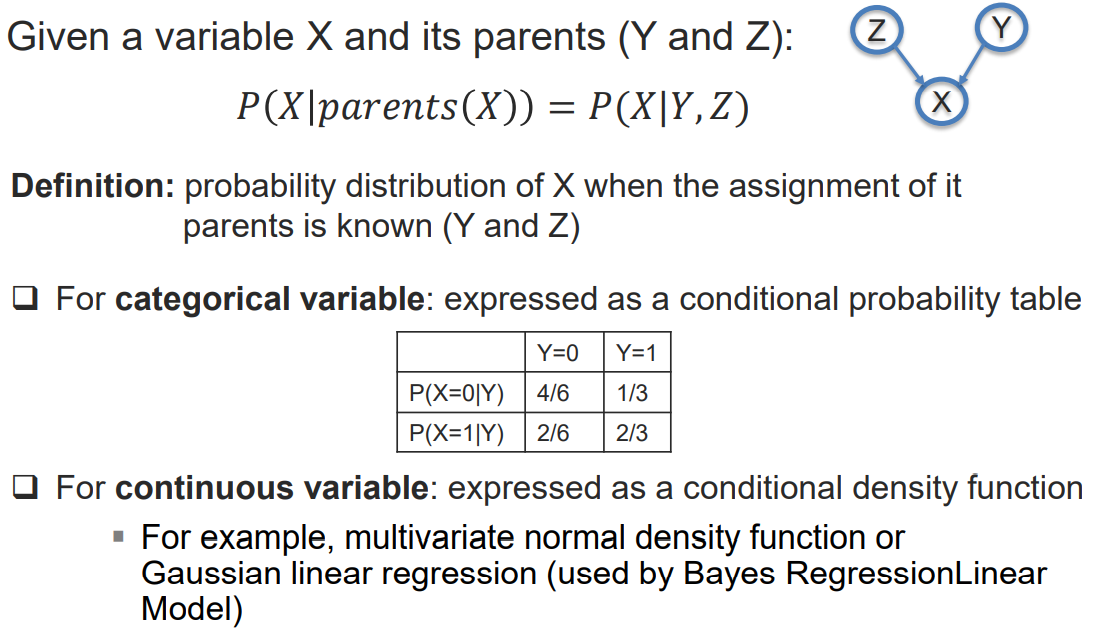 Given a variable X and its parents (Y and Z):
Z
Y
X
P(X|parents(X)) = P(X|Y,Z)
Definition: probability distribution of X when the assignment of it
parents is known (Y and Z)
❑ For categorical variable: expressed as a conditional probability table
Y=0 Y=1
P(X=0|Y) 4/6 1/3
P(X=1|Y) 2/6 2/3
❑ For continuous variable: expressed as a conditional density function
▪ For example, multivariate normal density function or
Gaussian linear regression (used by Bayes RegressionLinear
Model)